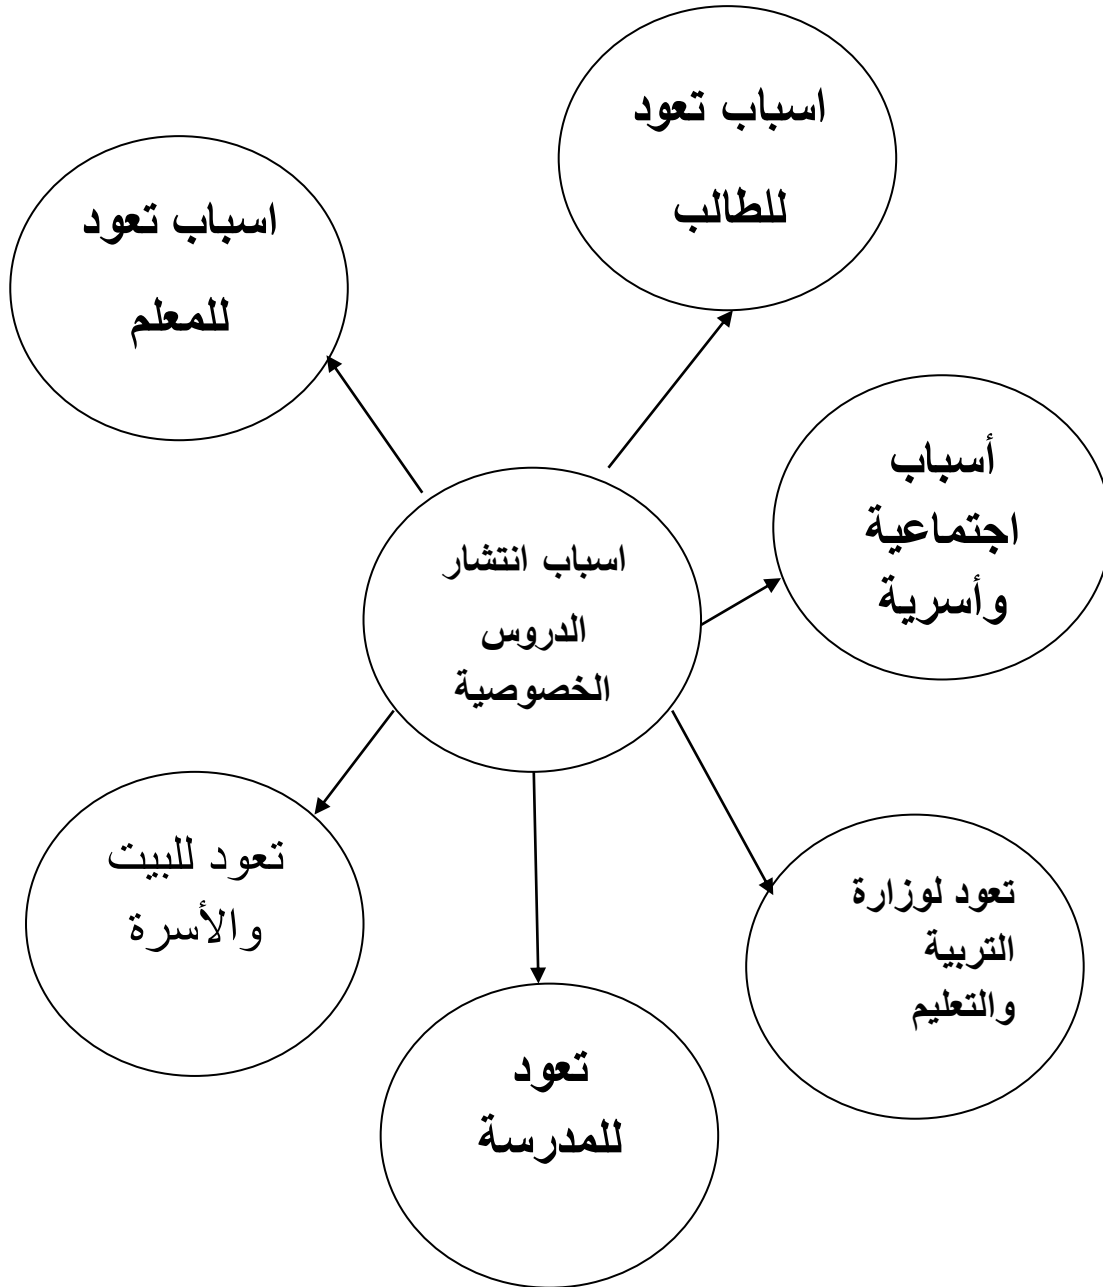 اسباب تعود
للطالب
اسباب تعود
للمعلم
أسباب
اجتماعية
وأسرية
اسباب انتشار
الدروس
الخصوصية
تعود لوزارة
التربية
والتعليم
تعود للبيت
والأسرة
تعود
للمدرسة